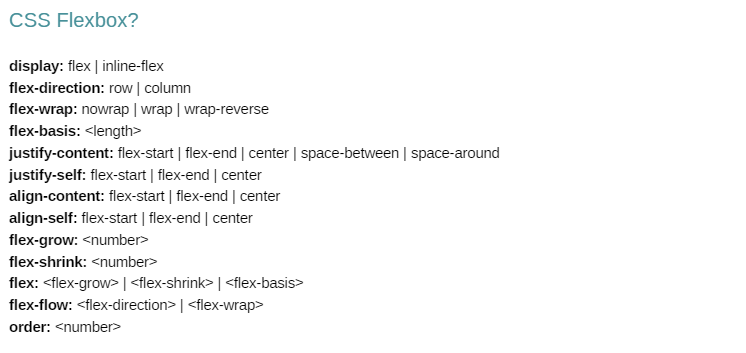 CSS Flexbox?
display: flex | inline-flex
flex-direction: row | column
flex-wrap: nowrap | wrap | wrap-reverse
flex-basis: <length>
justify-content: flex-start | flex-end | center | space-between | space-around
justify-self: flex-start | flex-end | center
align-content: flex-start | flex-end | center
align-self: flex-start | flex-end | center
flex-grow: <number>
flex-shrink: <number>
flex: <flex-grow> | <flex-shrink> | <flex-basis>
flex-flow: <flex-direction> | <flex-wrap>
order: <number>